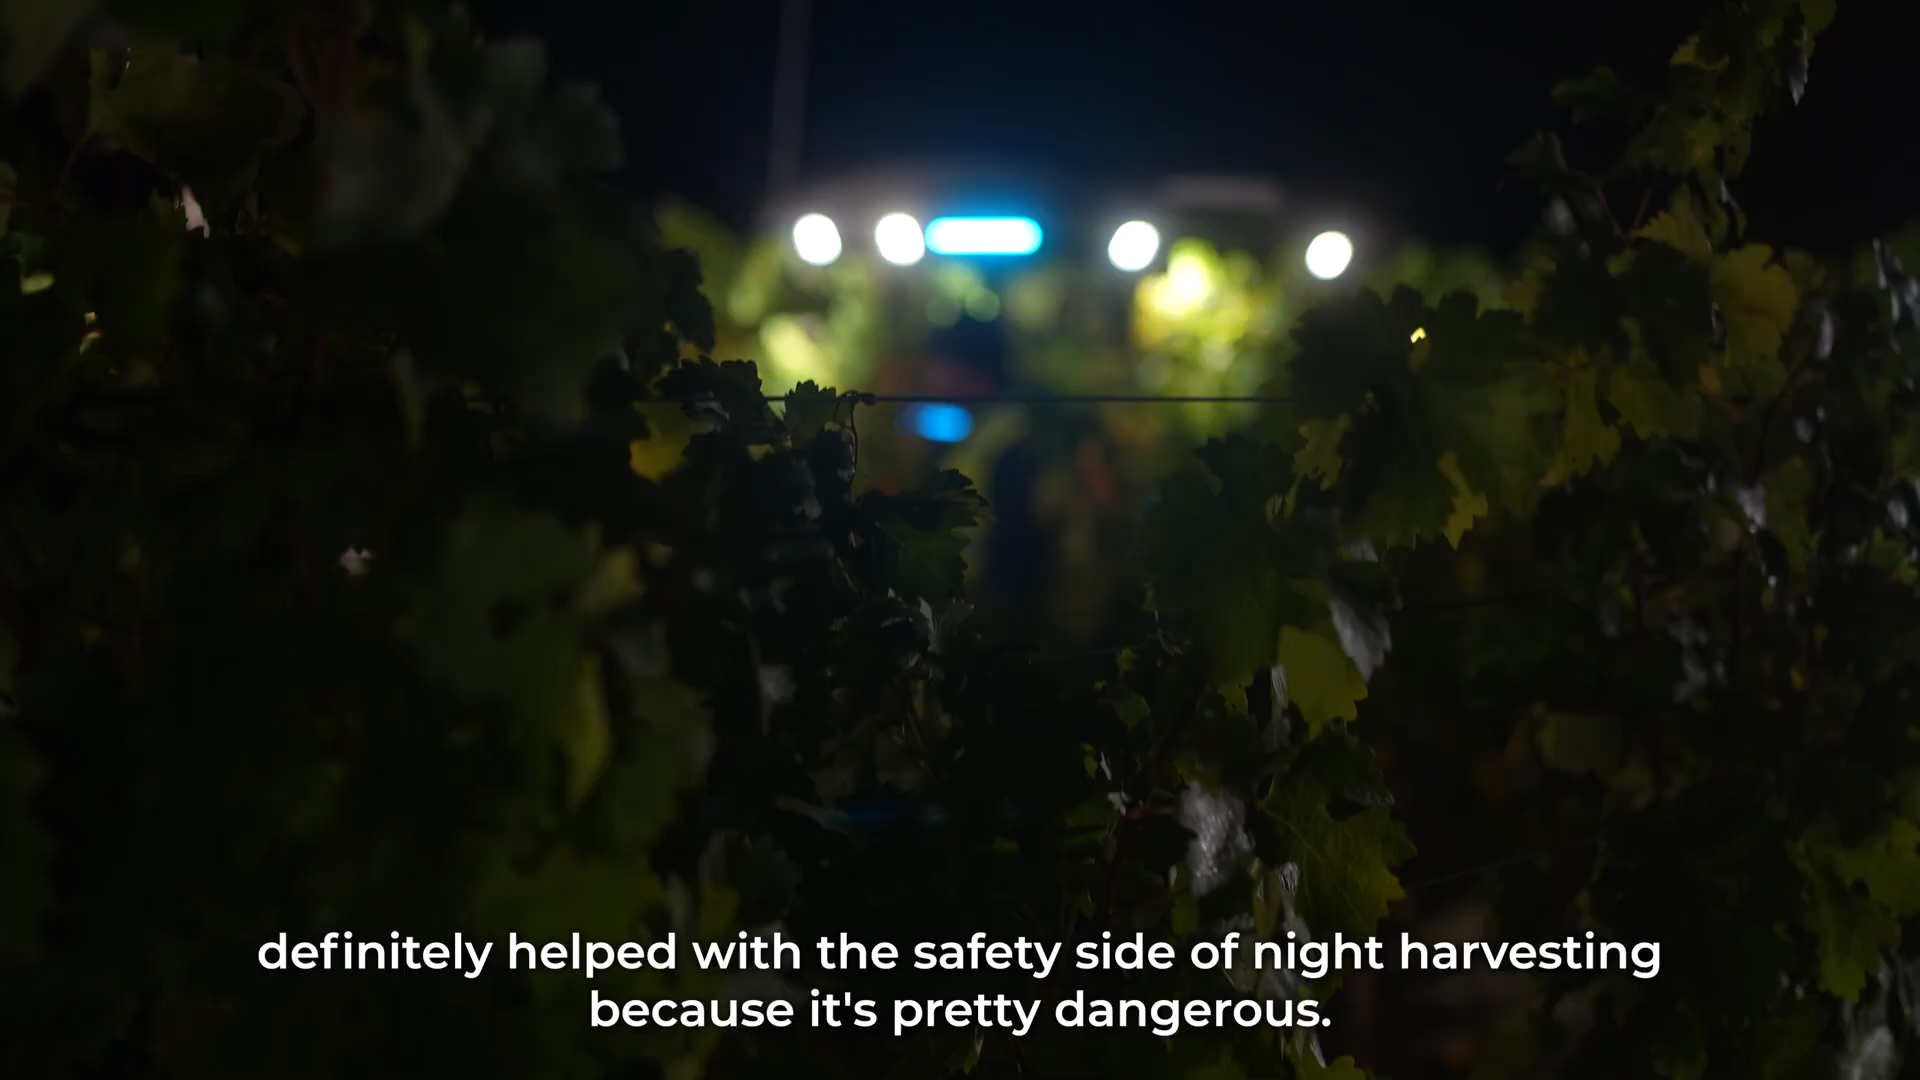 definitely helped with the safety side of night harvesting
because it's pretty dangerous.